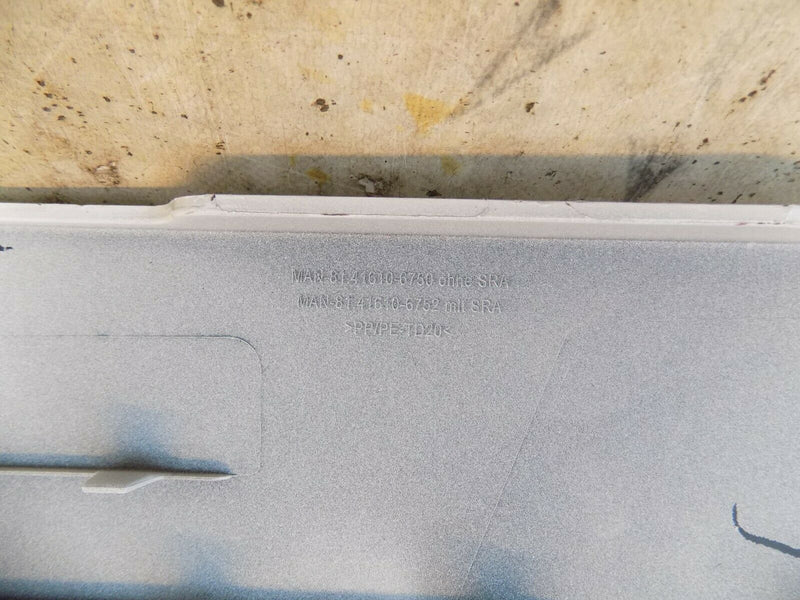 MAN-81.41610-6750 ohne SRA
MAN-81.41610-6752 mit SRA
>PP/PE-TD20<